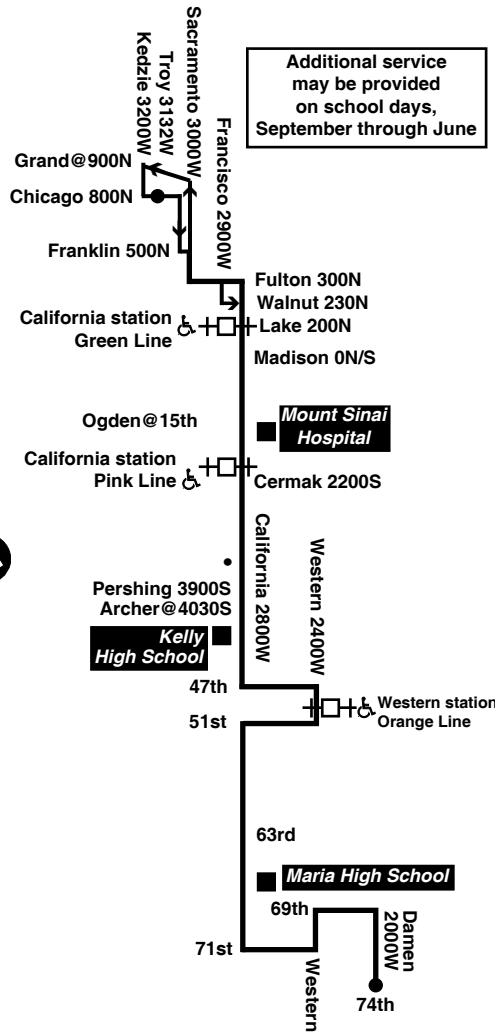 Kedzie 3200W
Troy 3132W
Sacramento 3000W
Francisco 2900W
Additional service
may be provided
on school days,
September through June
Grand@900N
Chicago 800N
Franklin 500N
Fulton 300N
Walnut 230N
California station
Green Line
Lake 200N
Madison 0N/S
Ogden@15th
Mount Sinai
Hospital
California station
Pink Line
Cermak 2200S
California 2800W
Western 2400W
Pershing 3900S
Archer@4030S
Kelly
High School
47th
51st
Western station
Orange Line
63rd
Maria High School
69th
Damen
2000W
71st
Western
74th